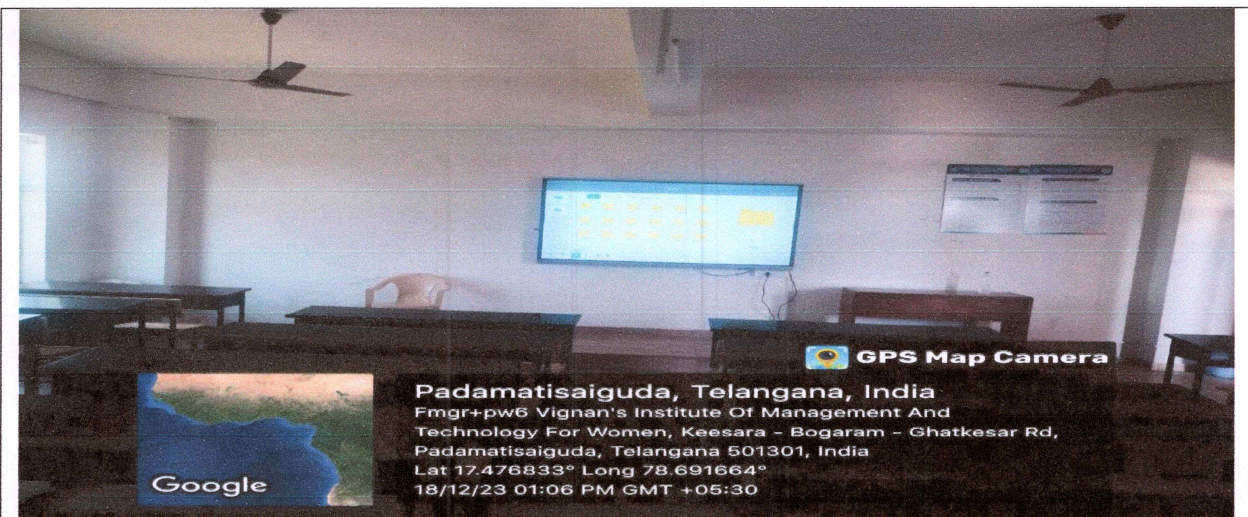 GPS Map Camera
Padamatisaiguda, Telangana, India
Fmgr+pw6 Vignan's Institute Of Management And
Technology For Women, Keesara - Bogaram - Ghatkesar Rd,
Padamatisaiguda, Telangana 501301, India
Lat 17.476833° Long 78.691664°
18/12/23 01:06 PM GMT +05:30
Google